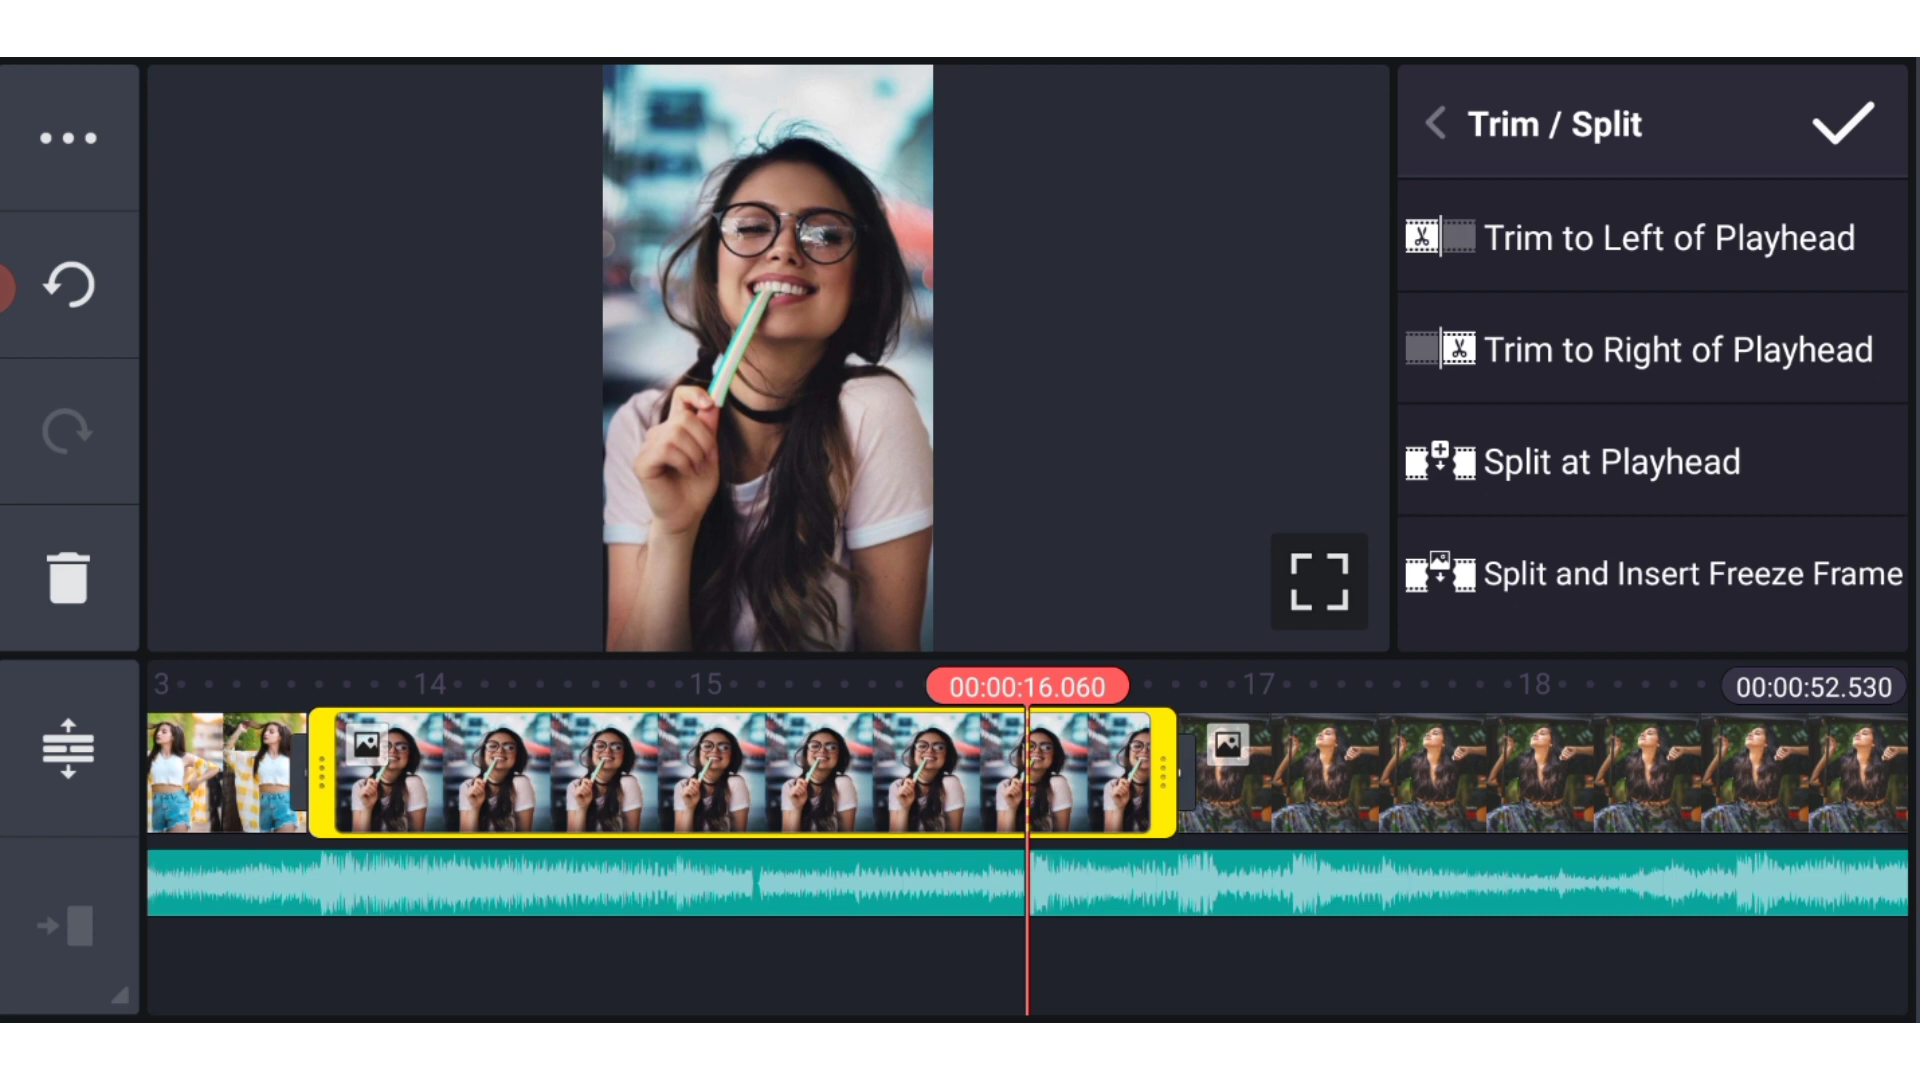 Trim / Split
Trim to Left of Playhead
Trim to Right of Playhead
Split at Playhead
Split and Insert Freeze Frame
3 14 15 00:00:16.060 17 18 00:00:52.530